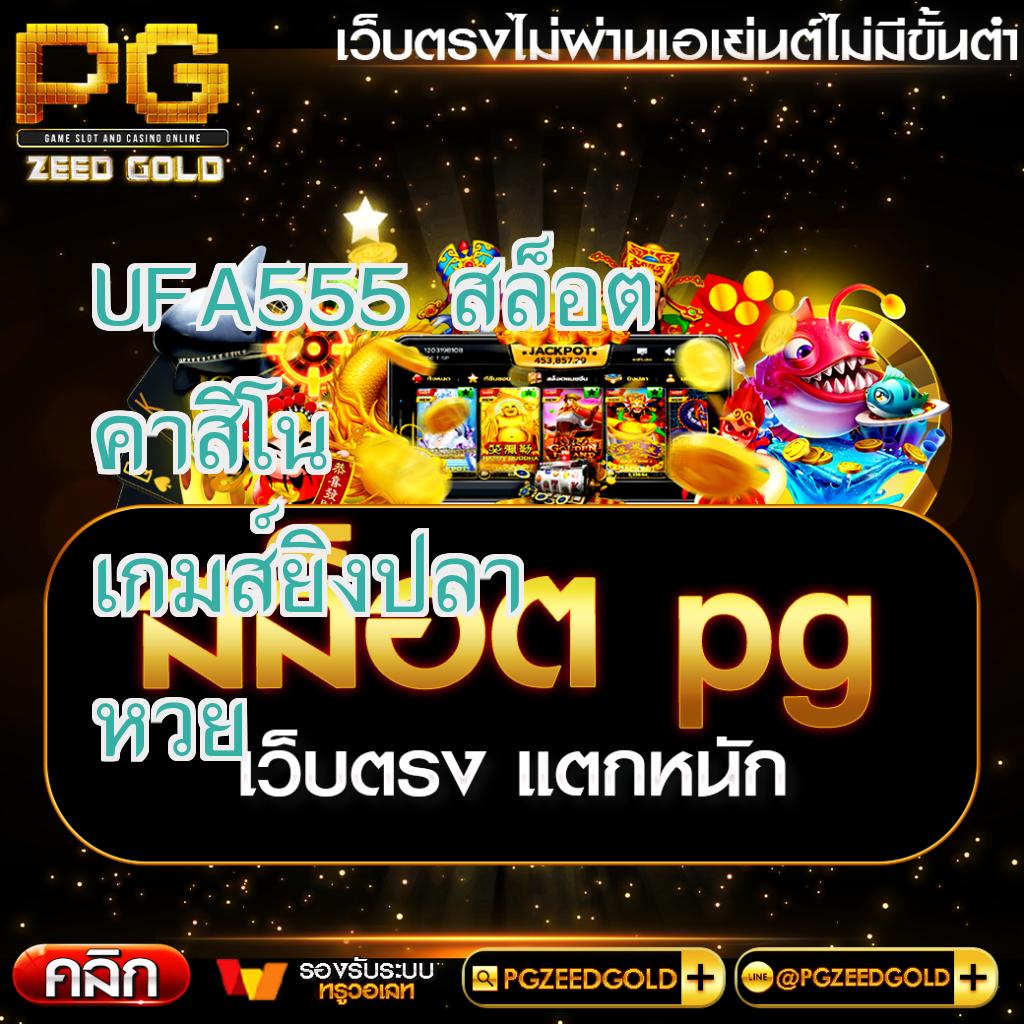 เว็บตรงไม่ผ่านเอเย่นต์ไม่มีขั้นต่ำ
PG
GAME SLOT AND CASINO ONLINE
ZEED GOLD
UFA555 สล็อต
คาสิโน
เกมส์ยิงปลา
หวย
JACKPOT
453,857.29
สล็อต pg
เว็บตรง แตกหนัก
คลิก
รองรับระบบ
ทรูวอเลท
PGZEEDGOLD +
LINE @PGZEEDGOLD +